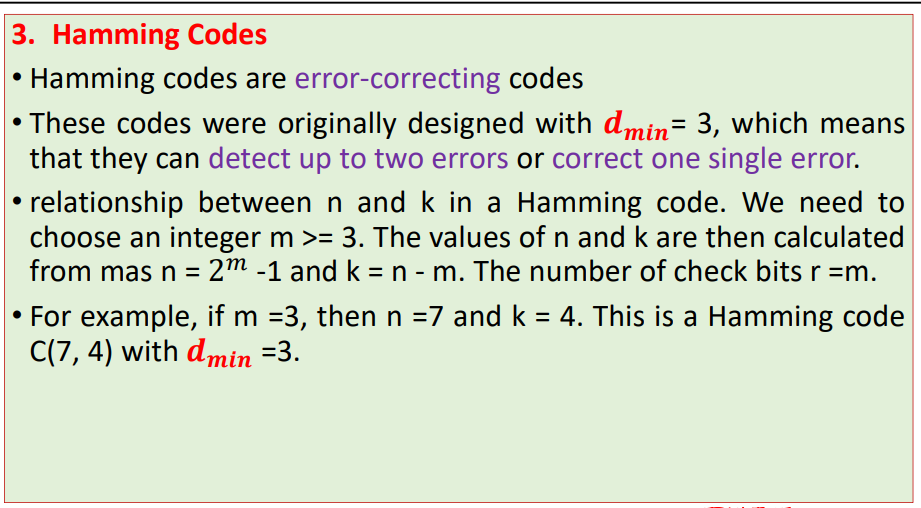 3. Hamming Codes
• Hamming codes are error-correcting codes
• These codes were originally designed with dmin= 3, which means
that they can detect up to two errors or correct one single error.
• relationship between n and k in a Hamming code. We need to
choose an integer m >= 3. The values of n and k are then calculated
from mas n = 2^m -1 and k = n - m. The number of check bits r =m.
• For example, if m =3, then n =7 and k = 4. This is a Hamming code
C(7, 4) with dmin =3.